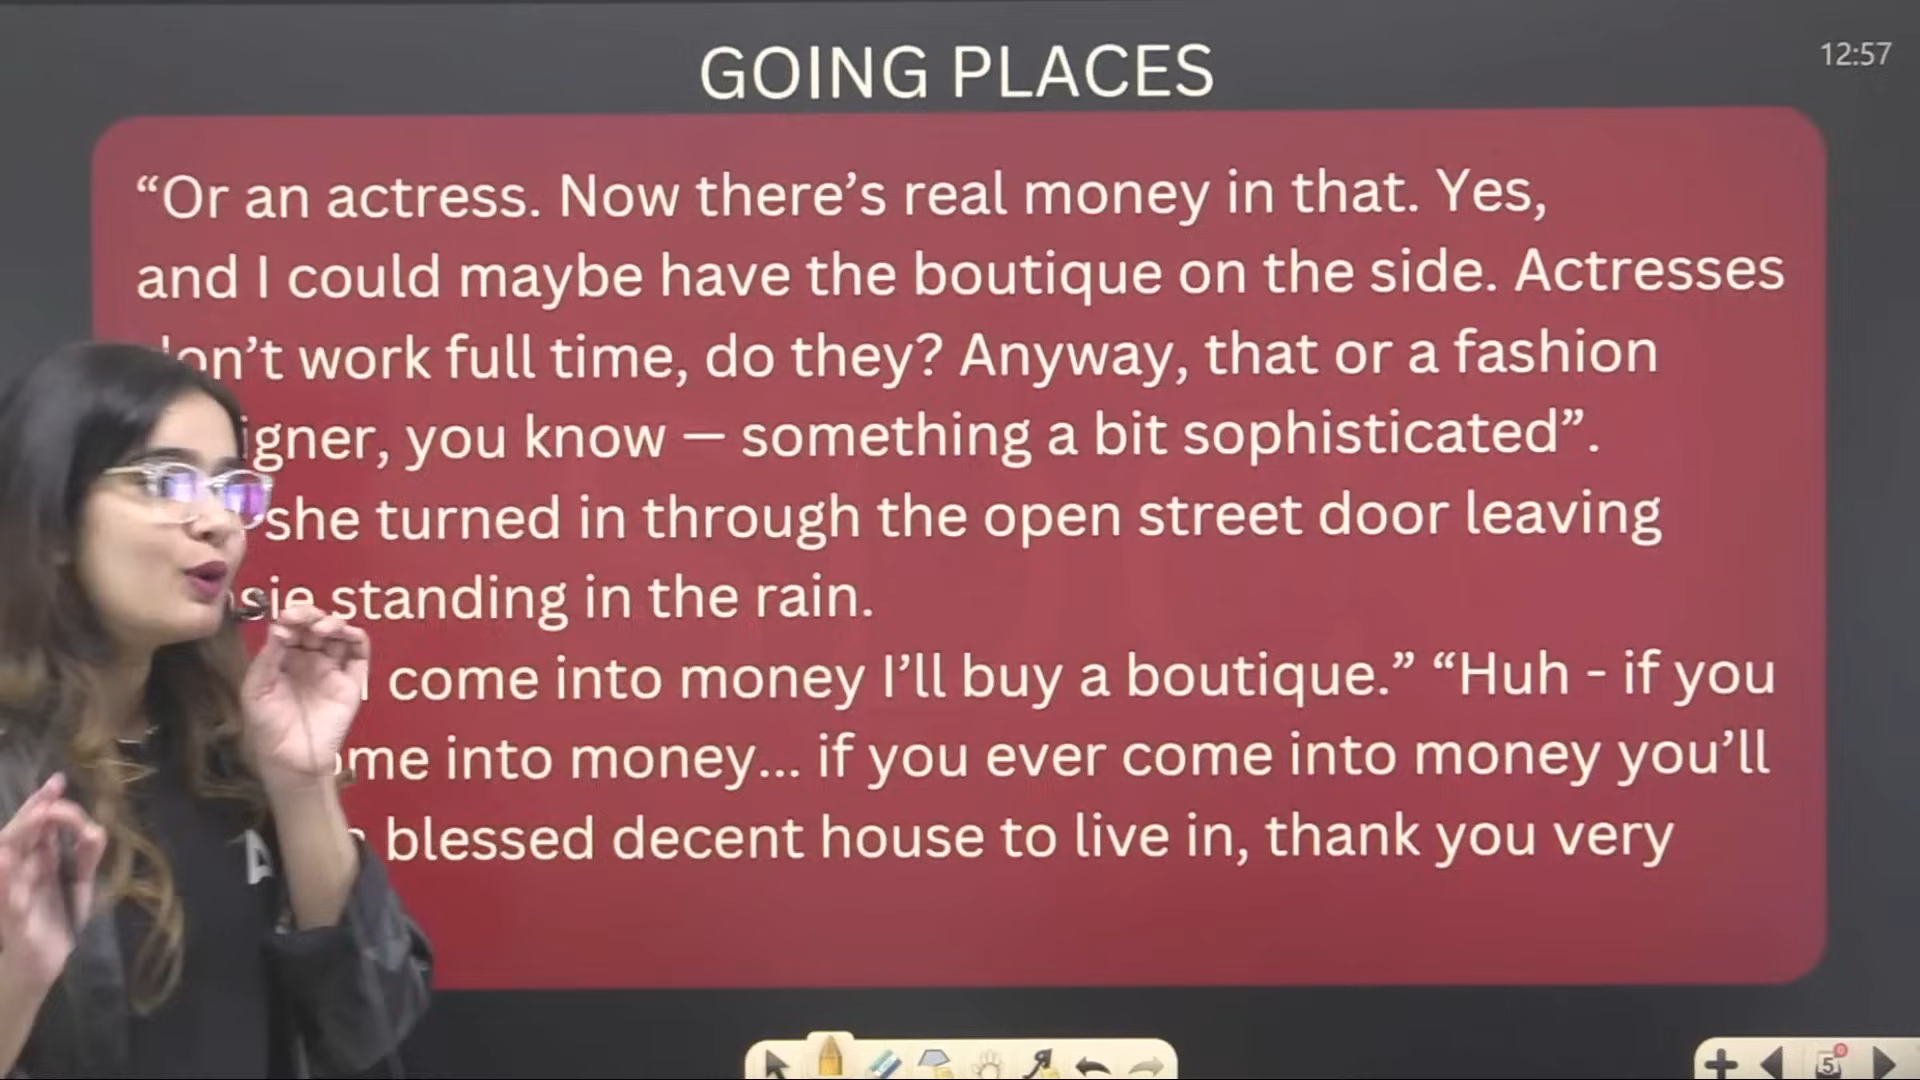 GOING PLACES
12:57
“Or an actress. Now there’s real money in that. Yes,
and I could maybe have the boutique on the side. Actresses
don’t work full time, do they? Anyway, that or a fashion
you know — something a bit sophisticated”.
she turned in through the open street door leaving
standing in the rain.
come into money I’ll buy a boutique.” “Huh - if you
into money... if you ever come into money you’ll
blessed decent house to live in, thank you very
5
0